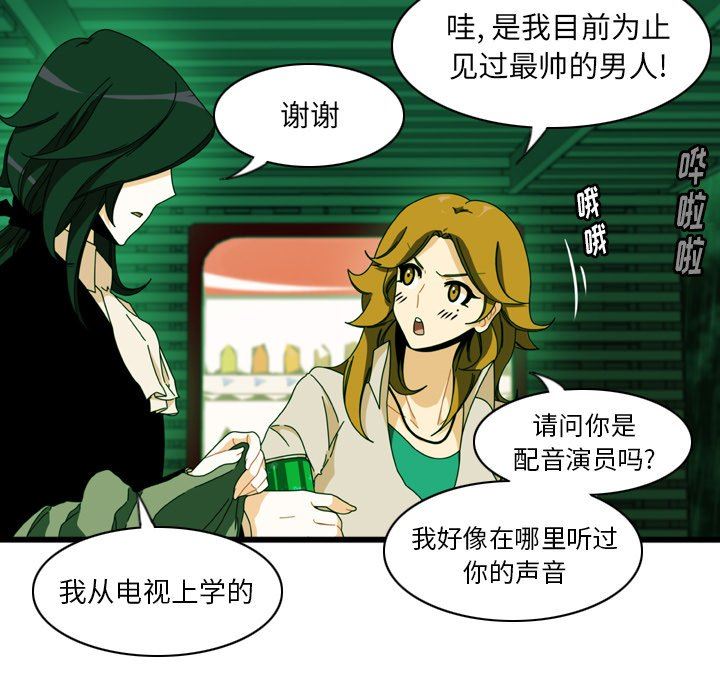 哇, 是我目前为止
见过最帅的男人!
谢谢
哗啦啦
哦哦
请问你是
配音演员吗?
我好像在哪里听过
你的声音
我从电视上学的